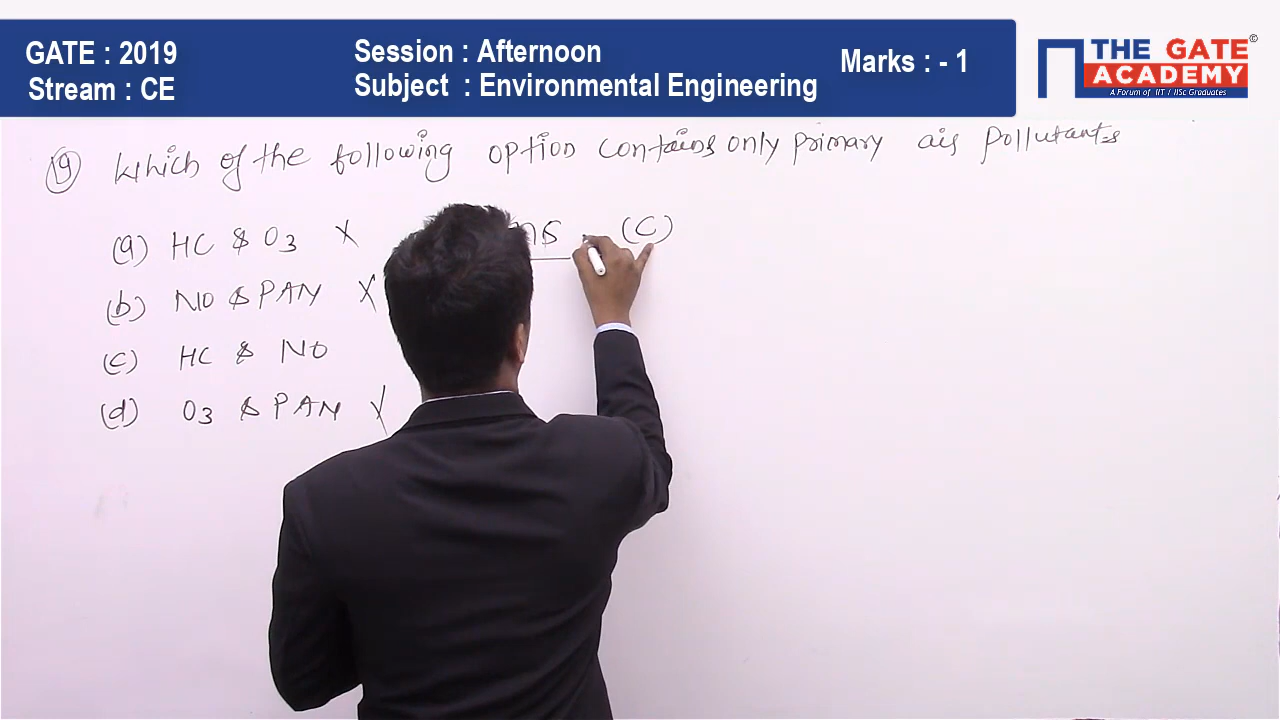 GATE : 2019
Stream : CE
Session : Afternoon
Subject : Environmental Engineering
Marks : - 1
THE GATE ACADEMY ©
A Forum of IIT / IISc Graduates
(19) Which of the following option contains only primary air pollutants
(a) HC & O3 X
(b) NO & PAN X
(c) HC & NO
(d) O3 & PAN X
(C)